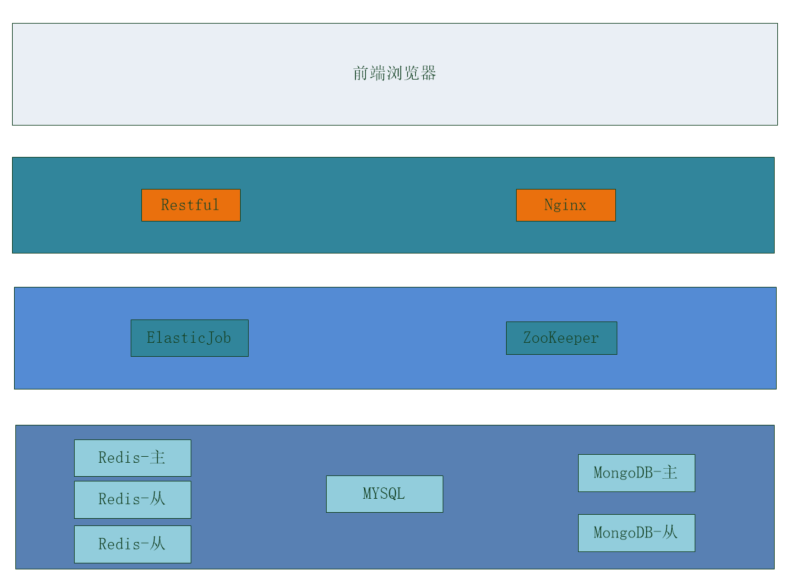 前端浏览器
Restful
Nginx
ElasticJob
ZooKeeper
Redis-主
Redis-从
Redis-从
MYSQL
MongoDB-主
MongoDB-从